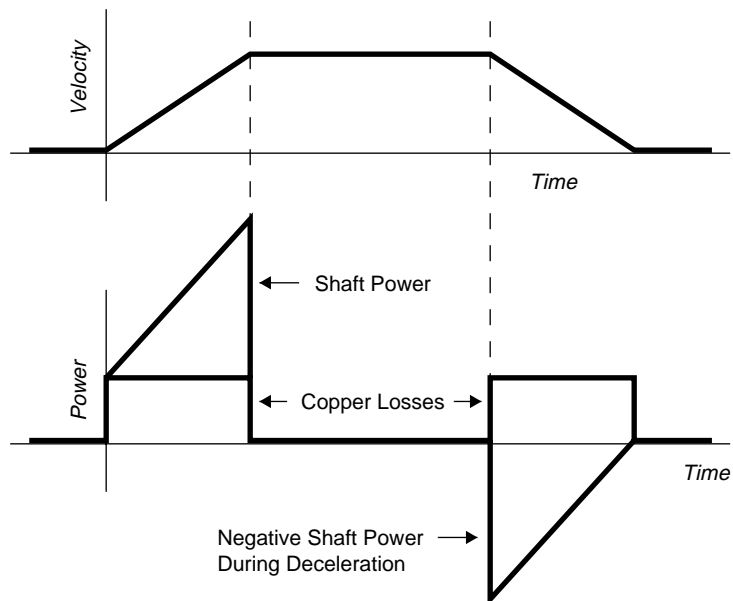 Velocity
Time
Shaft Power
Power
Copper Losses
Time
Negative Shaft Power
During Deceleration